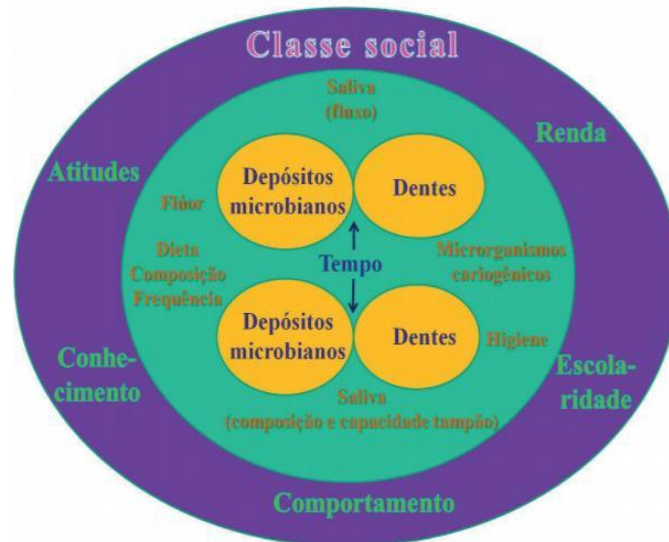 Classe social
Saliva
(fluxo)
Renda
Atitudes
Depósitos
microbianos
Dentes
Flúor
Dieta
Composição
Frequência
Tempo
Microrganismos
cariogênicos
Depósitos
microbianos
Dentes
Higiene
Conhe-
cimento
Escola-
ridade
Saliva
(composição e capacidade tampão)
Comportamento